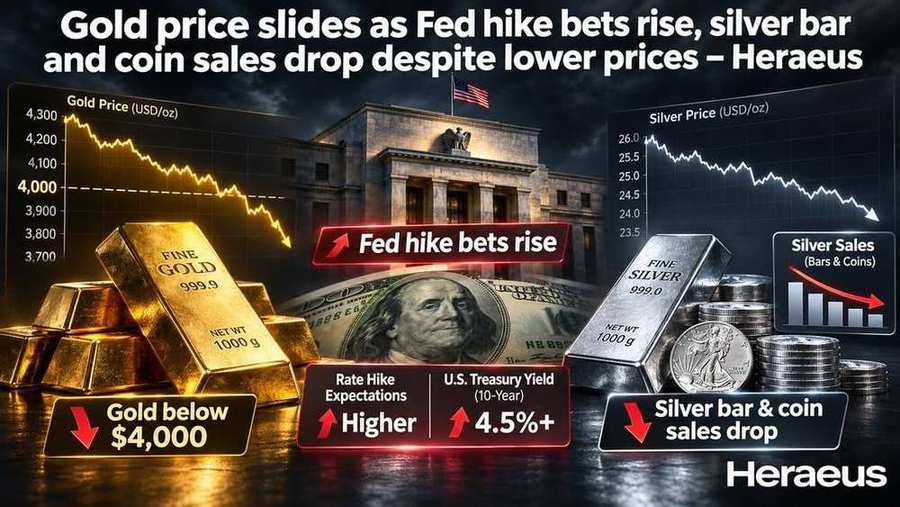 Gold price slides as Fed hike bets rise, silver bar
and coin sales drop despite lower prices – Heraeus
Gold Price (USD/oz)
4,300
4,200
4,100
4,000
3,900
3,800
3,700
Silver Price (USD/oz)
26.0
25.5
25.0
24.5
24.0
23.5
Fed hike bets rise
Silver Sales
(Bars & Coins)
FINE
GOLD
999.9
NET WT
1000 g
FINE
SILVER
999.0
NET WT
1000 g
Rate Hike
Expectations
Higher
U.S. Treasury Yield
(10-Year)
4.5%+
Gold below
$4,000
Silver bar & coin
sales drop
Heraeus